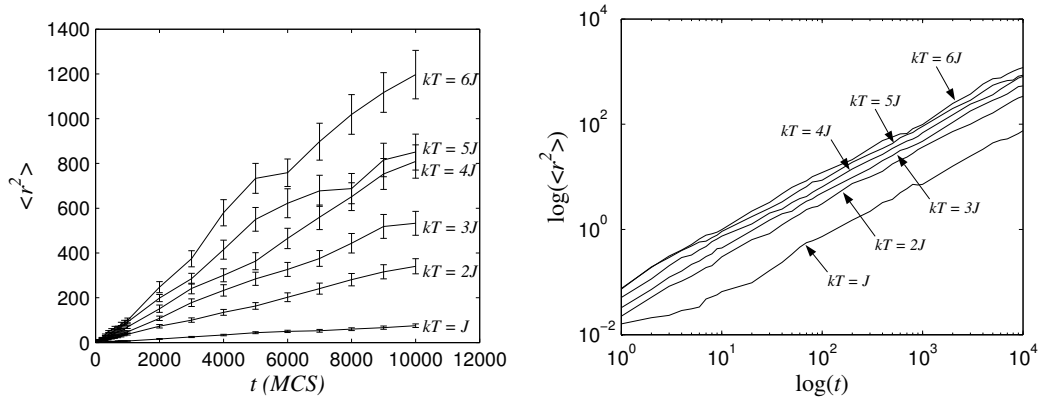 1400
1200
1000
800
600
400
200
0
<r²>
0 2000 4000 6000 8000 10000 12000
t (MCS)
kT = 6J
kT = 5J
kT = 4J
kT = 3J
kT = 2J
kT = J
10⁴
10²
10⁰
10⁻²
log(<r²>)
10⁰ 10¹ 10² 10³ 10⁴
log(t)
kT = 6J
kT = 5J
kT = 4J
kT = 3J
kT = 2J
kT = J